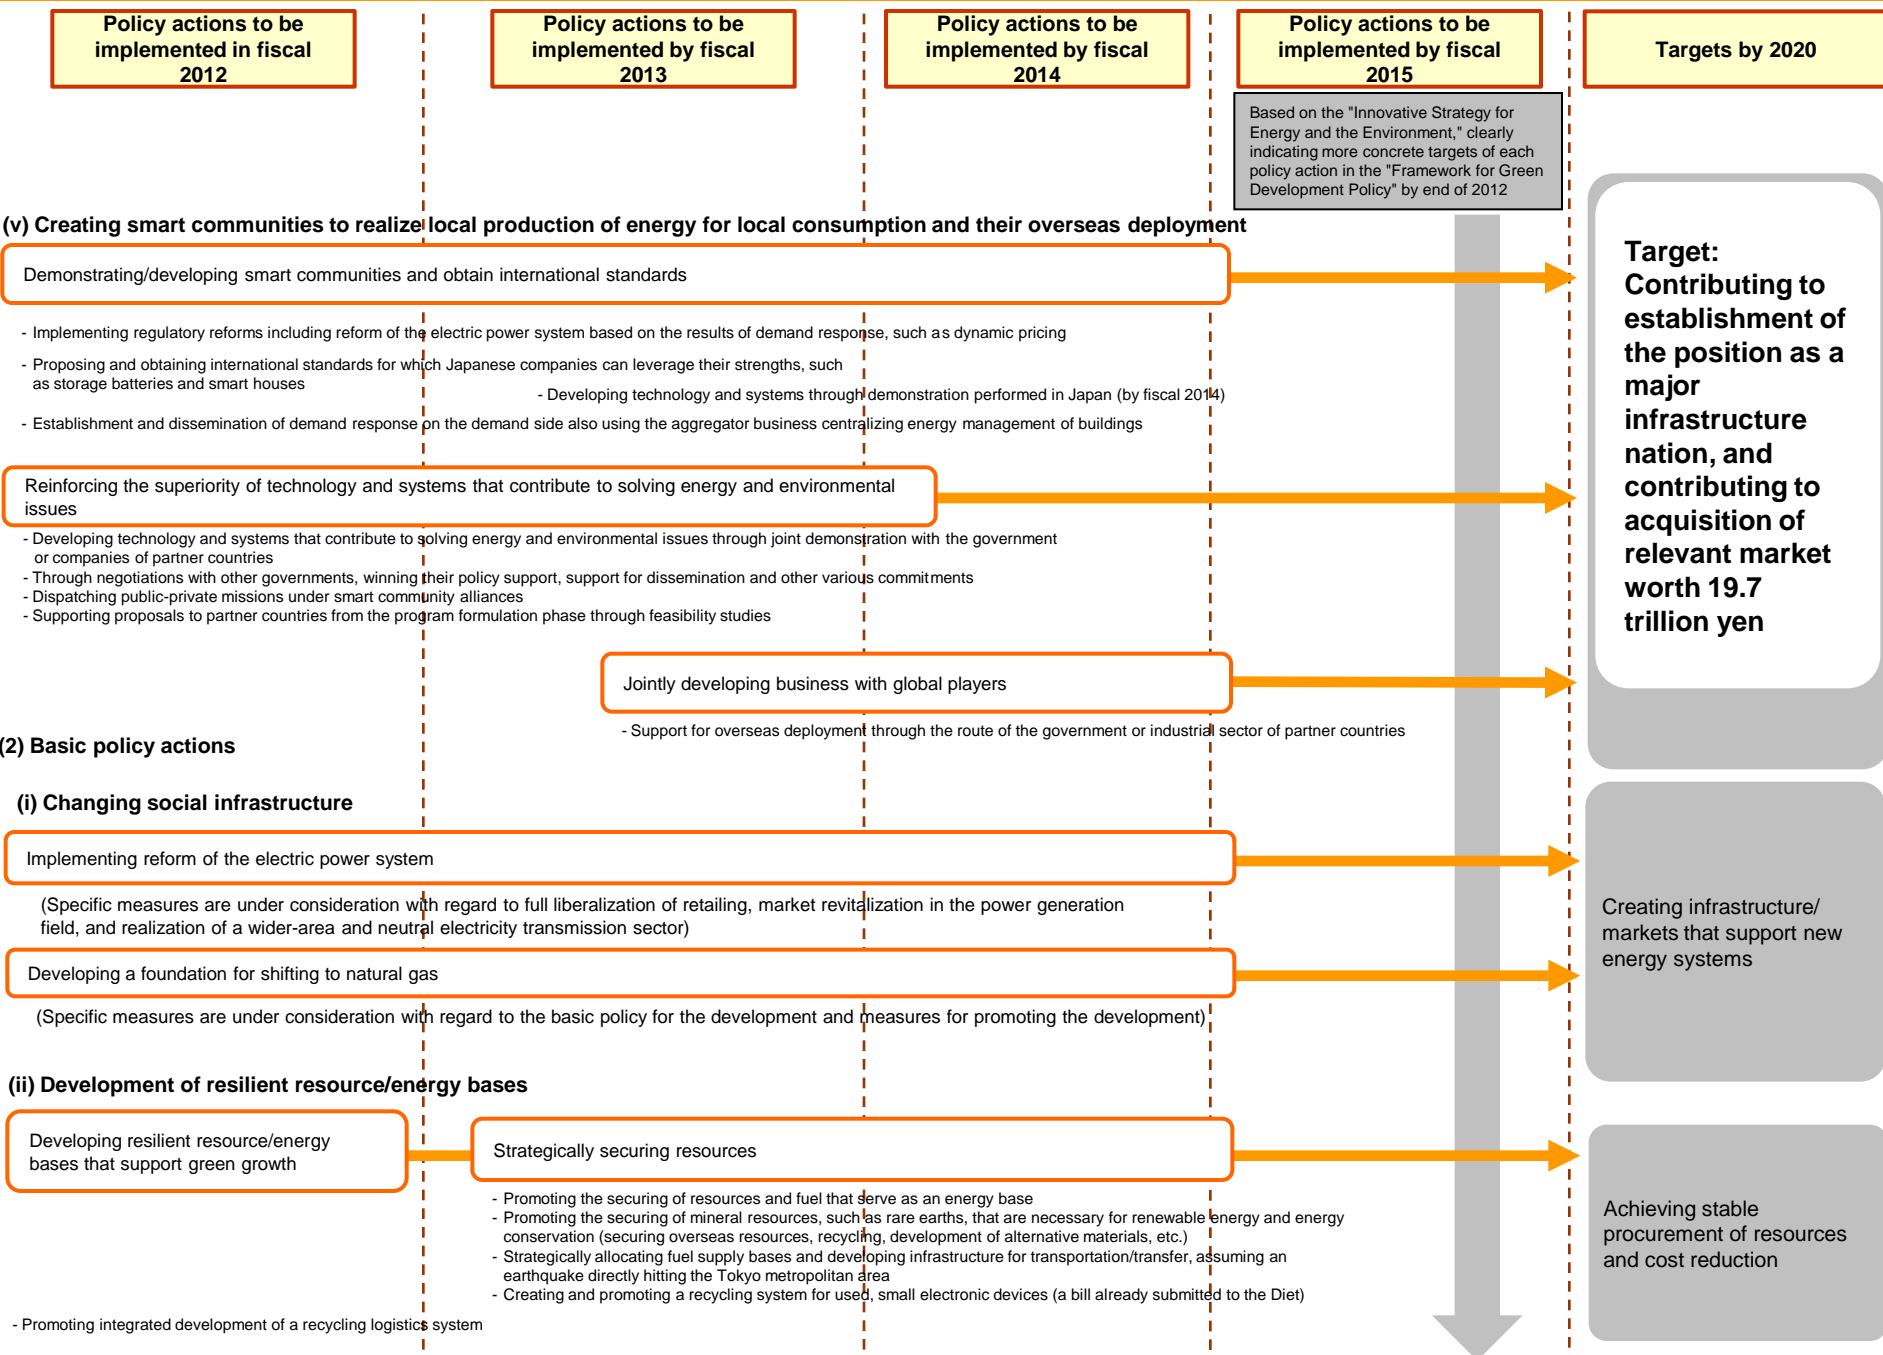 Policy actions to be
implemented in fiscal
2012
Policy actions to be
implemented by fiscal
2013
Policy actions to be
implemented by fiscal
2014
Policy actions to be
implemented by fiscal
2015
Targets by 2020
Based on the "Innovative Strategy for
Energy and the Environment," clearly
indicating more concrete targets of each
policy action in the "Framework for Green
Development Policy" by end of 2012
(v) Creating smart communities to realize local production of energy for local consumption and their overseas deployment
Demonstrating/developing smart communities and obtain international standards
- Implementing regulatory reforms including reform of the electric power system based on the results of demand response, such as dynamic pricing
- Proposing and obtaining international standards for which Japanese companies can leverage their strengths, such
as storage batteries and smart houses
- Developing technology and systems through demonstration performed in Japan (by fiscal 2014)
- Establishment and dissemination of demand response on the demand side also using the aggregator business centralizing energy management of buildings
Reinforcing the superiority of technology and systems that contribute to solving energy and environmental
issues
- Developing technology and systems that contribute to solving energy and environmental issues through joint demonstration with the government
or companies of partner countries
- Through negotiations with other governments, winning their policy support, support for dissemination and other various commitments
- Dispatching public-private missions under smart community alliances
- Supporting proposals to partner countries from the program formulation phase through feasibility studies
Jointly developing business with global players
- Support for overseas deployment through the route of the government or industrial sector of partner countries
Target:
Contributing to
establishment of
the position as a
major
infrastructure
nation, and
contributing to
acquisition of
relevant market
worth 19.7
trillion yen
(2) Basic policy actions
(i) Changing social infrastructure
Implementing reform of the electric power system
(Specific measures are under consideration with regard to full liberalization of retailing, market revitalization in the power generation
field, and realization of a wider-area and neutral electricity transmission sector)
Developing a foundation for shifting to natural gas
(Specific measures are under consideration with regard to the basic policy for the development and measures for promoting the development)
Creating infrastructure/
markets that support new
energy systems
(ii) Development of resilient resource/energy bases
Developing resilient resource/energy
bases that support green growth
Strategically securing resources
- Promoting the securing of resources and fuel that serve as an energy base
- Promoting the securing of mineral resources, such as rare earths, that are necessary for renewable energy and energy
conservation (securing overseas resources, recycling, development of alternative materials, etc.)
- Strategically allocating fuel supply bases and developing infrastructure for transportation/transfer, assuming an
earthquake directly hitting the Tokyo metropolitan area
- Creating and promoting a recycling system for used, small electronic devices (a bill already submitted to the Diet)
- Promoting integrated development of a recycling logistics system
Achieving stable
procurement of resources
and cost reduction